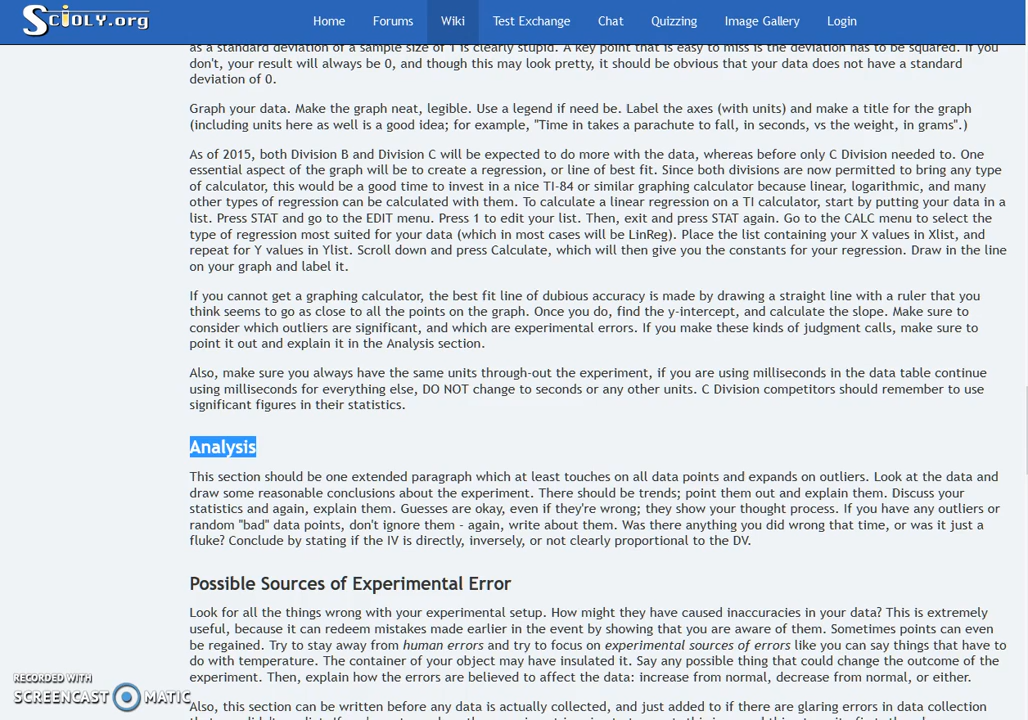 Scioly.org
Home Forums Wiki Test Exchange Chat Quizzing Image Gallery Login
as a standard deviation of a sample size of 1 is clearly stupid. A key point that is easy to miss is the deviation has to be squared. If you
don't, your result will always be 0, and though this may look pretty, it should be obvious that your data does not have a standard
deviation of 0.
Graph your data. Make the graph neat, legible. Use a legend if need be. Label the axes (with units) and make a title for the graph
(including units here as well is a good idea; for example, "Time in takes a parachute to fall, in seconds, vs the weight, in grams".)
As of 2015, both Division B and Division C will be expected to do more with the data, whereas before only C Division needed to. One
essential aspect of the graph will be to create a regression, or line of best fit. Since both divisions are now permitted to bring any type
of calculator, this would be a good time to invest in a nice TI-84 or similar graphing calculator because linear, logarithmic, and many
other types of regression can be calculated with them. To calculate a linear regression on a TI calculator, start by putting your data in a
list. Press STAT and go to the EDIT menu. Press 1 to edit your list. Then, exit and press STAT again. Go to the CALC menu to select the
type of regression most suited for your data (which in most cases will be LinReg). Place the list containing your X values in Xlist, and
repeat for Y values in Ylist. Scroll down and press Calculate, which will then give you the constants for your regression. Draw in the line
on your graph and label it.
If you cannot get a graphing calculator, the best fit line of dubious accuracy is made by drawing a straight line with a ruler that you
think seems to go as close to all the points on the graph. Once you do, find the y-intercept, and calculate the slope. Make sure to
consider which outliers are significant, and which are experimental errors. If you make these kinds of judgment calls, make sure to
point it out and explain it in the Analysis section.
Also, make sure you always have the same units through-out the experiment, if you are using milliseconds in the data table continue
using milliseconds for everything else, DO NOT change to seconds or any other units. C Division competitors should remember to use
significant figures in their statistics.
Analysis
This section should be one extended paragraph which at least touches on all data points and expands on outliers. Look at the data and
draw some reasonable conclusions about the experiment. There should be trends; point them out and explain them. Discuss your
statistics and again, explain them. Guesses are okay, even if they're wrong; they show your thought process. If you have any outliers or
random "bad" data points, don't ignore them - again, write about them. Was there anything you did wrong that time, or was it just a
fluke? Conclude by stating if the IV is directly, inversely, or not clearly proportional to the DV.
Possible Sources of Experimental Error
Look for all the things wrong with your experimental setup. How might they have caused inaccuracies in your data? This is extremely
useful, because it can redeem mistakes made earlier in the event by showing that you are aware of them. Sometimes points can even
be regained. Try to stay away from human errors and try to focus on experimental sources of errors like you can say things that have to
do with temperature. The container of your object may have insulated it. Say any possible thing that could change the outcome of the
experiment. Then, explain how the errors are believed to affect the data: increase from normal, decrease from normal, or either.
Also, this section can be written before any data is actually collected, and just added to if there are glaring errors in data collection
RECORDED WITH
SCREENCAST MATIC